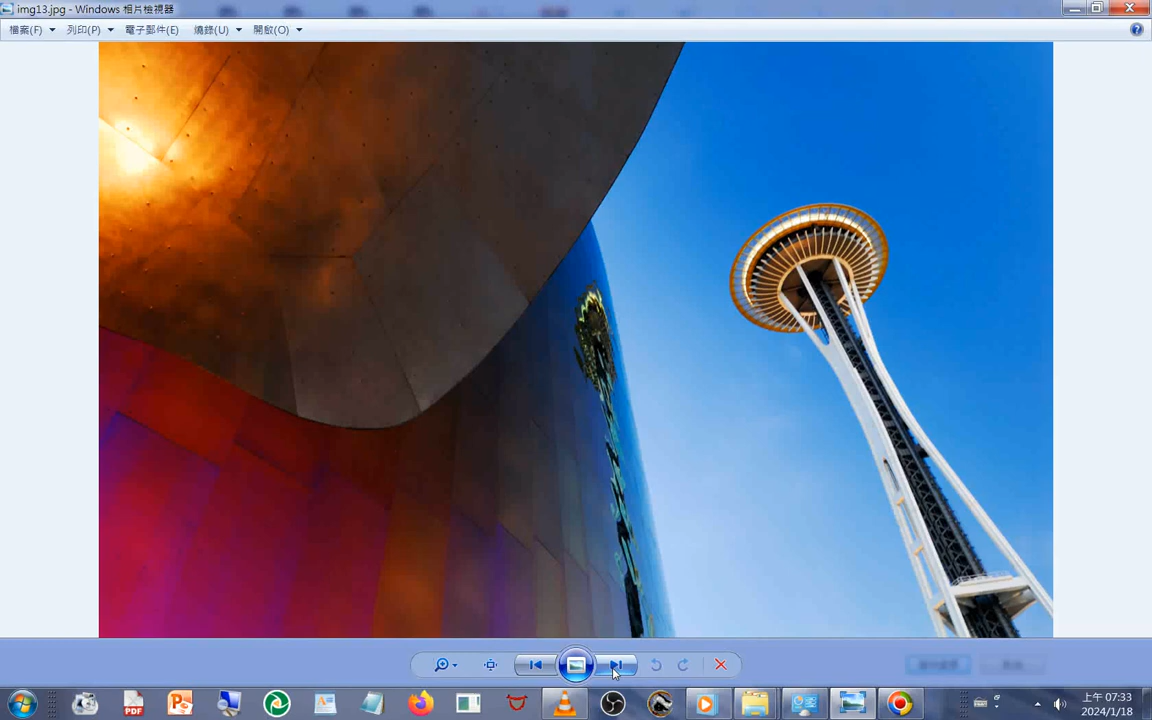 img13.jpg - Windows 相片檢視器
檔案(F) 列印(P) 電子郵件(E) 燒錄(U) 開啟(O)
上午 07:33
2024/1/18
PDF